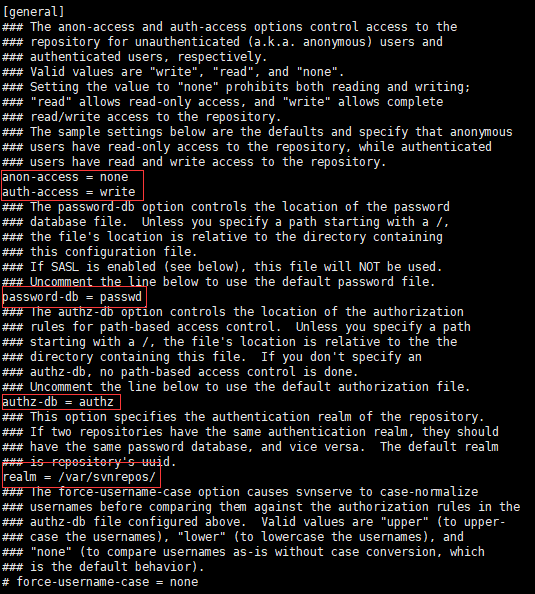 [general]
### The anon-access and auth-access options control access to the
### repository for unauthenticated (a.k.a. anonymous) users and
### authenticated users, respectively.
### Valid values are "write", "read", and "none".
### Setting the value to "none" prohibits both reading and writing;
### "read" allows read-only access, and "write" allows complete
### read/write access to the repository.
### The sample settings below are the defaults and specify that anonymous
### users have read-only access to the repository, while authenticated
### users have read and write access to the repository.
anon-access = none
auth-access = write
### The password-db option controls the location of the password
### database file.  Unless you specify a path starting with a /,
### the file's location is relative to the directory containing
### this configuration file.
### If SASL is enabled (see below), this file will NOT be used.
### Uncomment the line below to use the default password file.
password-db = passwd
### The authz-db option controls the location of the authorization
### rules for path-based access control.  Unless you specify a path
### starting with a /, the file's location is relative to the the
### directory containing this file.  If you don't specify an
### authz-db, no path-based access control is done.
### Uncomment the line below to use the default authorization file.
authz-db = authz
### This option specifies the authentication realm of the repository.
### If two repositories have the same authentication realm, they should
### have the same password database, and vice versa.  The default realm
### is repository's uuid.
realm = /var/svnrepos/
### The force-username-case option causes svnserve to case-normalize
### usernames before comparing them against the authorization rules in the
### authz-db file configured above.  Valid values are "upper" (to upper-
### case the usernames), "lower" (to lowercase the usernames), and
### "none" (to compare usernames as-is without case conversion, which
### is the default behavior).
# force-username-case = none